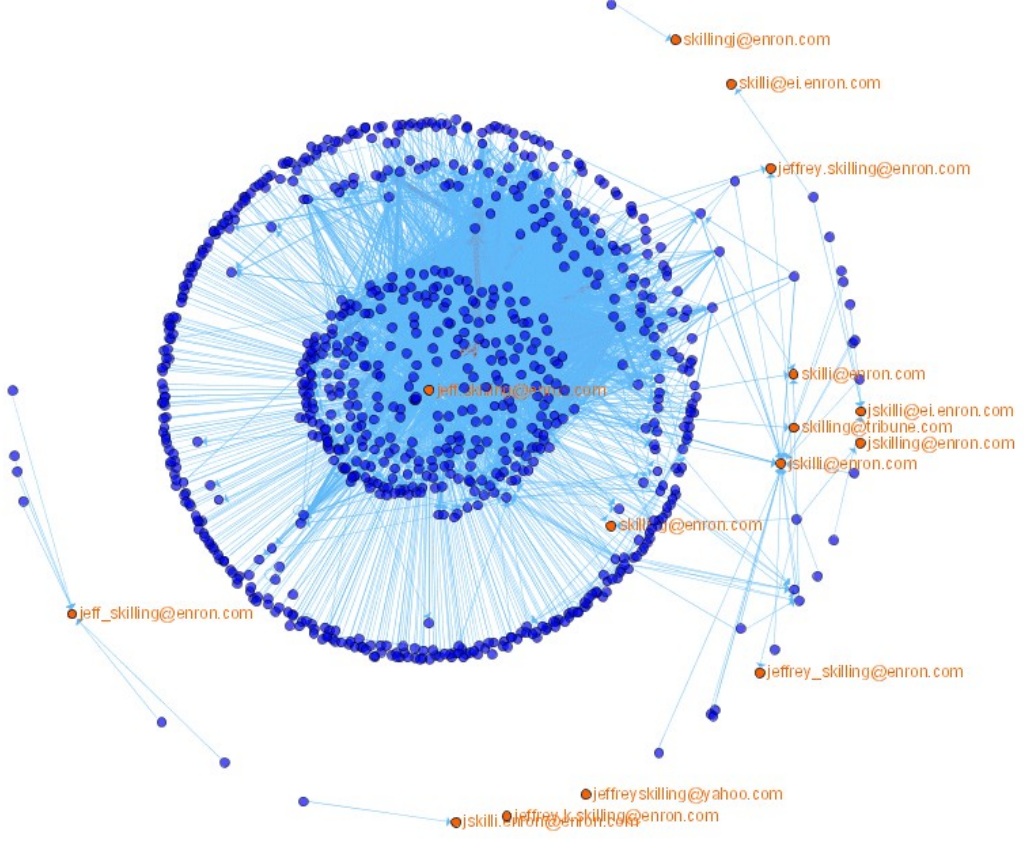 skillingj@enron.com
skilli@ei.enron.com
jeffrey.skilling@enron.com
skilli@enron.com
jeff.skilling@enron.com
jskilli@ei.enron.com
skilling@tribune.com
jskilling@enron.com
jskilli@enron.com
jeff_skilling@enron.com
jeffrey_skilling@enron.com
jeffreyskilling@yahoo.com
jeffrey.k.skilling@enron.com
jskilli.enron@enron.com